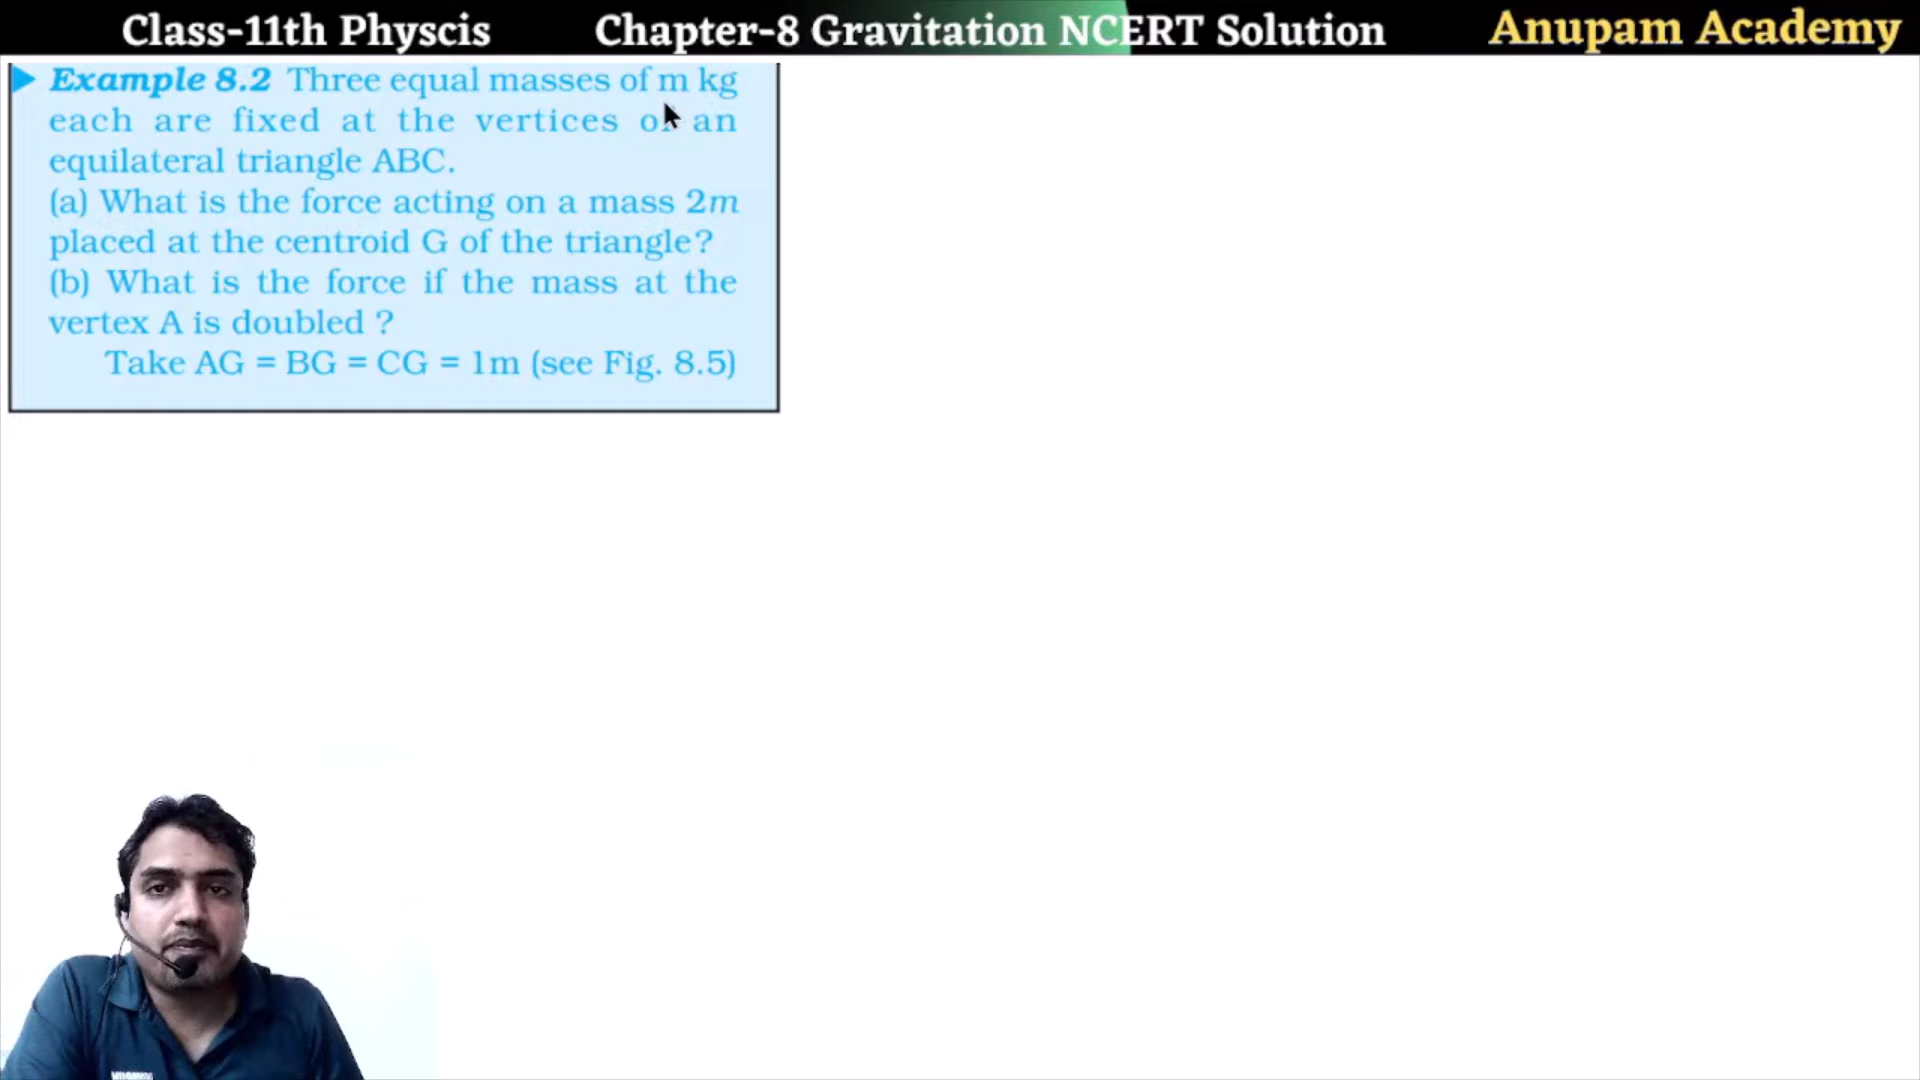 Class-11th Physcis Chapter-8 Gravitation NCERT Solution Anupam Academy
Example 8.2 Three equal masses of m kg
each are fixed at the vertices of an
equilateral triangle ABC.
(a) What is the force acting on a mass 2m
placed at the centroid G of the triangle?
(b) What is the force if the mass at the
vertex A is doubled ?
Take AG = BG = CG = 1m (see Fig. 8.5)